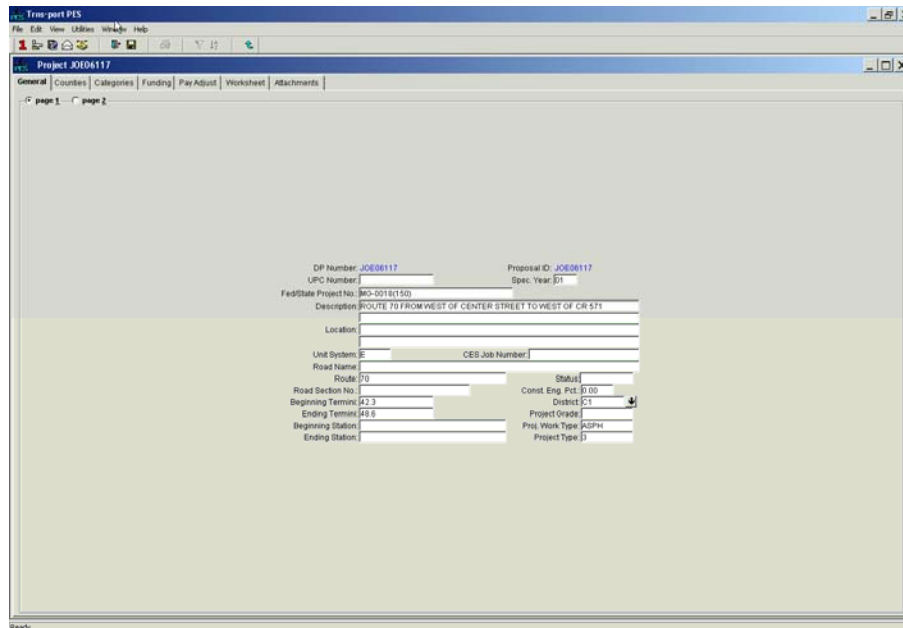 Trns·port PES
File Edit View Utilities Window Help
Project JOE06117
General Counties Categories Funding Pay Adjust Worksheet Attachments
page 1 page 2
DP Number: JOE06117 Proposal ID: JOE06117
UPC Number: Spec. Year: 01
Fed/State Project No.: MG-0018(150)
Description: ROUTE 70 FROM WEST OF CENTER STREET TO WEST OF CR 571
Location:
Unit System: E CES Job Number:
Road Name:
Route: 70 Status:
Road Section No.: Const. Eng. Pct.: 0.00
Beginning Termini: 42.3 District: C1
Ending Termini: 48.6 Project Grade:
Beginning Station: Proj. Work Type: ASPH
Ending Station: Project Type: 3
Ready